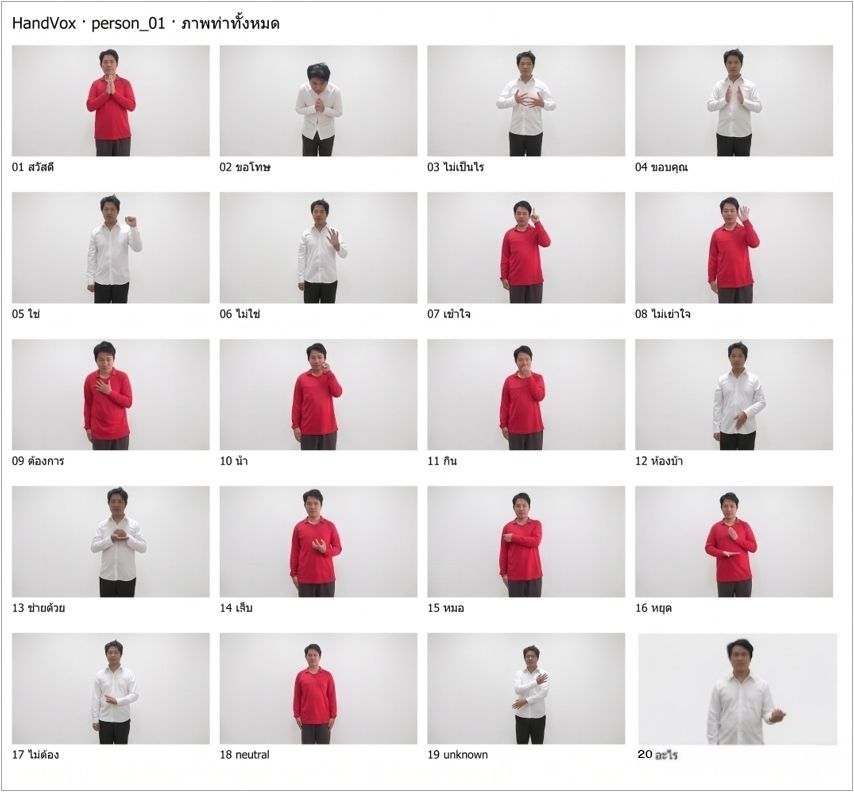 HandVox · person_01 · ภาพท่าทั้งหมด
01 สวัสดี
02 ขอโทษ
03 ไม่เป็นไร
04 ขอบคุณ
05 ใช่
06 ไม่ใช่
07 เข้าใจ
08 ไม่เข่าใจ
09 ต้องการ
10 นำ
11 กิน
12 ห้องบ้า
13 ช่ายด้วย
14 เล็บ
15 หมอ
16 หยุด
17 ไม่ต้อง
18 neutral
19 unknown
20 อะไร